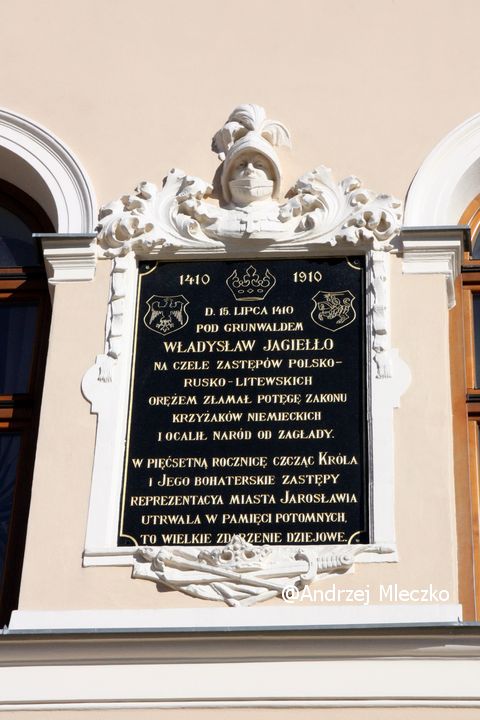 1410 1910
D. 15. LIPCA 1410
POD GRUNWALDEM
WŁADYSŁAW JAGIEŁŁO
NA CZELE ZASTĘPÓW POLSKO-
RUSKO-LITEWSKICH
ORĘŻEM ZŁAMAŁ POTĘGĘ ZAKONU
KRZYŻAKÓW NIEMIECKICH
I OCALIŁ NARÓD OD ZAGŁADY.
W PIĘĆSETNĄ ROCZNICĘ CZCZĄC KRÓLA
I JEGO BOHATERSKIE ZASTĘPY
REPREZENTACYA MIASTA JAROSŁAWIA
UTRWALA W PAMIĘCI POTOMNYCH,
TO WIELKIE ZDARZENIE DZIEJOWE.
@Andrzej Mleczko